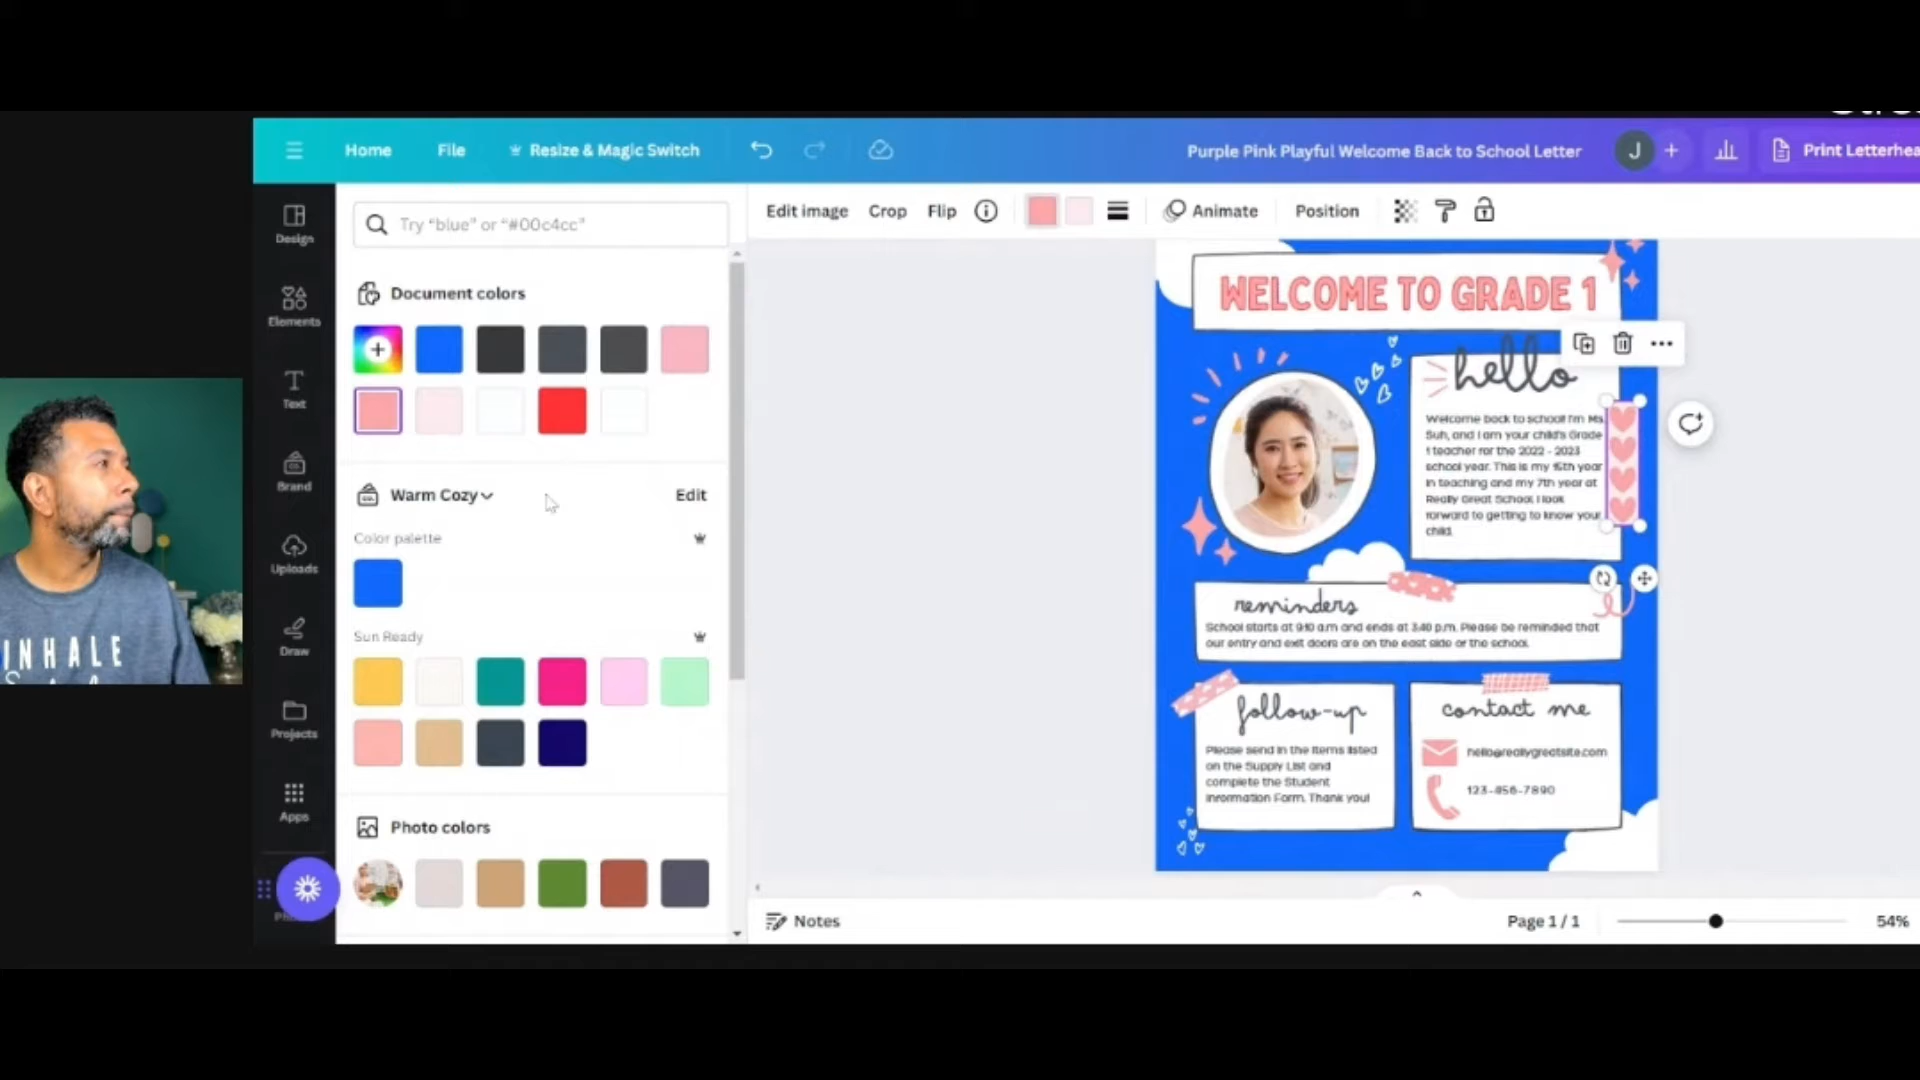 Home File Resize & Magic Switch Purple Pink Playful Welcome Back to School Letter J Print Letterhea
Design
Elements
Text
Brand
Uploads
Draw
Projects
Apps
Try "blue" or "#00c4cc"
Document colors
Warm Cozy Edit
Color palette
Sun Ready
Photo colors
Edit image Crop Flip Animate Position
WELCOME TO GRADE 1
hello
Welcome back to school! I'm Ms.
Suh, and I am your child's Grade
1 teacher for the 2022 - 2023
school year. This is my 15th year
in teaching and my 7th year at
Really Great School. I look
forward to getting to know your
child.
reminders
School starts at 9:10 a.m and ends at 3:40 p.m. Please be reminded that
our entry and exit doors are on the east side of the school.
follow-up
Please send in the items listed
on the Supply List and
complete the Student
Information Form. Thank you!
contact me
hello@reallygreatsite.com
123-456-7890
Notes Page 1 / 1 54%
INHALE